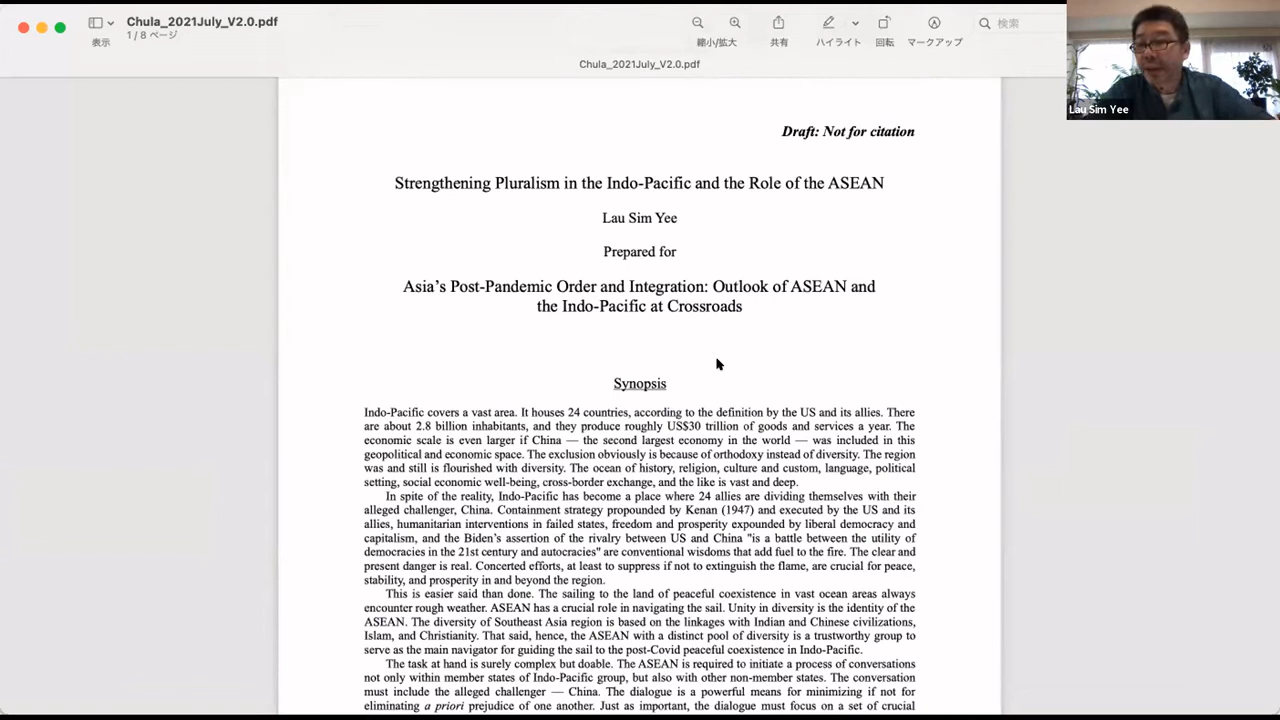 Chula_2021July_V2.0.pdf
1 / 8 ページ
表示
縮小/拡大
共有
ハイライト
回転
マークアップ
検索
Chula_2021July_V2.0.pdf
Lau Sim Yee
Draft: Not for citation
Strengthening Pluralism in the Indo-Pacific and the Role of the ASEAN
Lau Sim Yee
Prepared for
Asia’s Post-Pandemic Order and Integration: Outlook of ASEAN and
the Indo-Pacific at Crossroads
Synopsis
Indo-Pacific covers a vast area. It houses 24 countries, according to the definition by the US and its allies. There
are about 2.8 billion inhabitants, and they produce roughly US$30 trillion of goods and services a year. The
economic scale is even larger if China — the second largest economy in the world — was included in this
geopolitical and economic space. The exclusion obviously is because of orthodoxy instead of diversity. The region
was and still is flourished with diversity. The ocean of history, religion, culture and custom, language, political
setting, social economic well-being, cross-border exchange, and the like is vast and deep.
In spite of the reality, Indo-Pacific has become a place where 24 allies are dividing themselves with their
alleged challenger, China. Containment strategy propounded by Kenan (1947) and executed by the US and its
allies, humanitarian interventions in failed states, freedom and prosperity expounded by liberal democracy and
capitalism, and the Biden’s assertion of the rivalry between US and China "is a battle between the utility of
democracies in the 21st century and autocracies" are conventional wisdoms that add fuel to the fire. The clear and
present danger is real. Concerted efforts, at least to suppress if not to extinguish the flame, are crucial for peace,
stability, and prosperity in and beyond the region.
This is easier said than done. The sailing to the land of peaceful coexistence in vast ocean areas always
encounter rough weather. ASEAN has a crucial role in navigating the sail. Unity in diversity is the identity of the
ASEAN. The diversity of Southeast Asia region is based on the linkages with Indian and Chinese civilizations,
Islam, and Christianity. That said, hence, the ASEAN with a distinct pool of diversity is a trustworthy group to
serve as the main navigator for guiding the sail to the post-Covid peaceful coexistence in Indo-Pacific.
The task at hand is surely complex but doable. The ASEAN is required to initiate a process of conversations
not only within member states of Indo-Pacific group, but also with other non-member states. The conversation
must include the alleged challenger — China. The dialogue is a powerful means for minimizing if not for
eliminating a priori prejudice of one another. Just as important, the dialogue must focus on a set of crucial